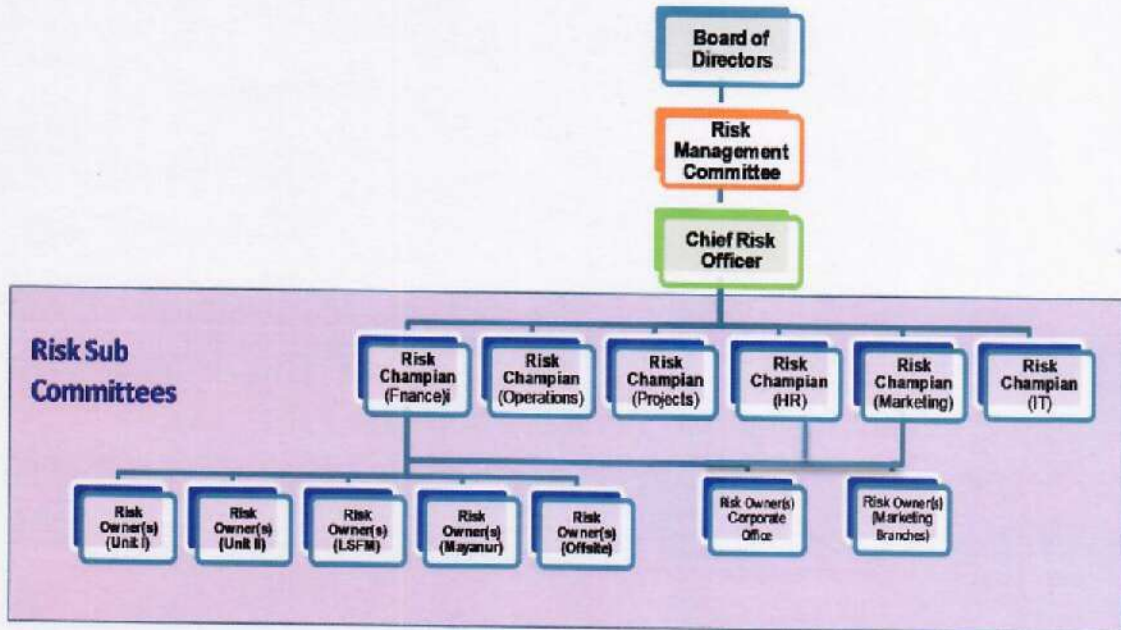 Board of
Directors
Risk
Management
Committee
Chief Risk
Officer
Risk Sub
Committees
Risk
Champian
(Fnance)i
Risk
Champian
(Operations)
Risk
Champian
(Projects)
Risk
Champian
(HR)
Risk
Champian
(Marketing)
Risk
Champian
(IT)
Risk
Owner(s)
(Unit I)
Risk
Owner(s)
(Unit II)
Risk
Owner(s)
(LSFM)
Risk
Owner(s)
(Mayanur)
Risk
Owner(s)
(Offsite)
Risk Owner(s)
Corporate
Office
Risk Owner(s)
(Marketing
Branches)